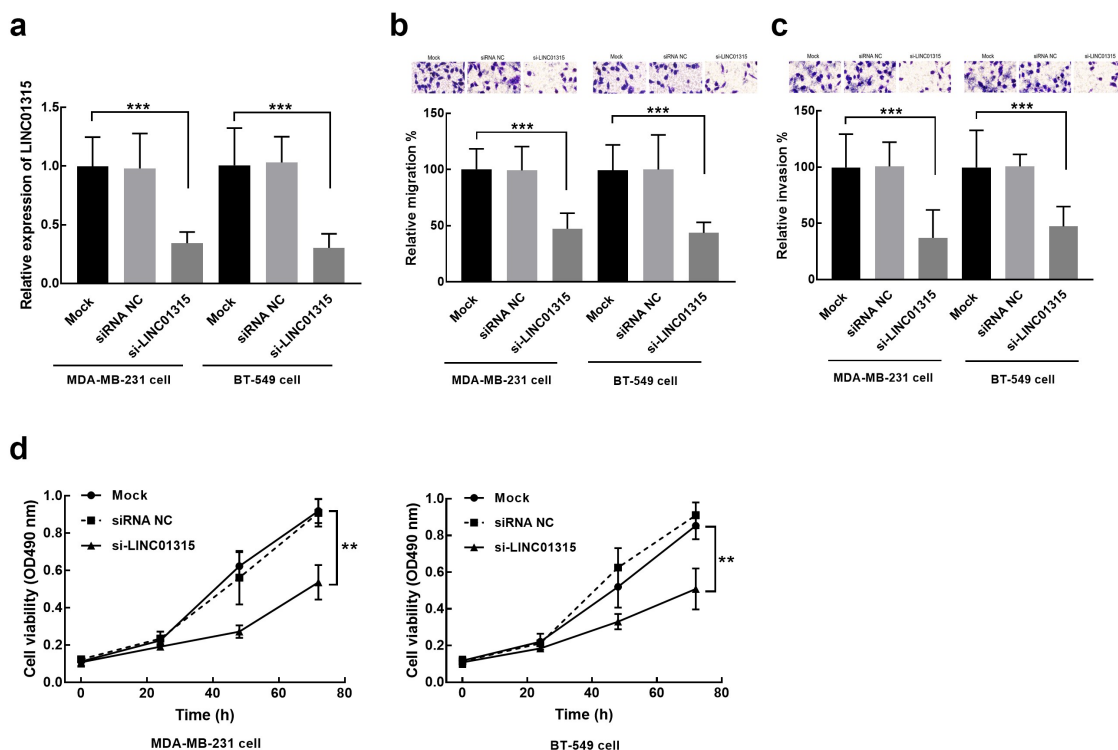 a
Relative expression of LINC01315
1.5
1.0
0.5
0.0
***
***
Mock
siRNA NC
si-LINC01315
Mock
siRNA NC
si-LINC01315
MDA-MB-231 cell
BT-549 cell
b
Mock
siRNA NC
si-LINC01315
Mock
siRNA NC
si-LINC01315
Relative migration %
150
100
50
0
***
***
Mock
siRNA NC
si-LINC01315
Mock
siRNA NC
si-LINC01315
MDA-MB-231 cell
BT-549 cell
c
Mock
siRNA NC
si-LINC01315
Mock
siRNA NC
si-LINC01315
Relative invasion %
150
100
50
0
***
***
Mock
siRNA NC
si-LINC01315
Mock
siRNA NC
si-LINC01315
MDA-MB-231 cell
BT-549 cell
d
Cell viability (OD490 nm)
1.0
0.8
0.6
0.4
0.2
0.0
Mock
siRNA NC
si-LINC01315
**
0 20 40 60 80
Time (h)
MDA-MB-231 cell
Cell viability (OD490 nm)
1.0
0.8
0.6
0.4
0.2
0.0
Mock
siRNA NC
si-LINC01315
**
0 20 40 60 80
Time (h)
BT-549 cell